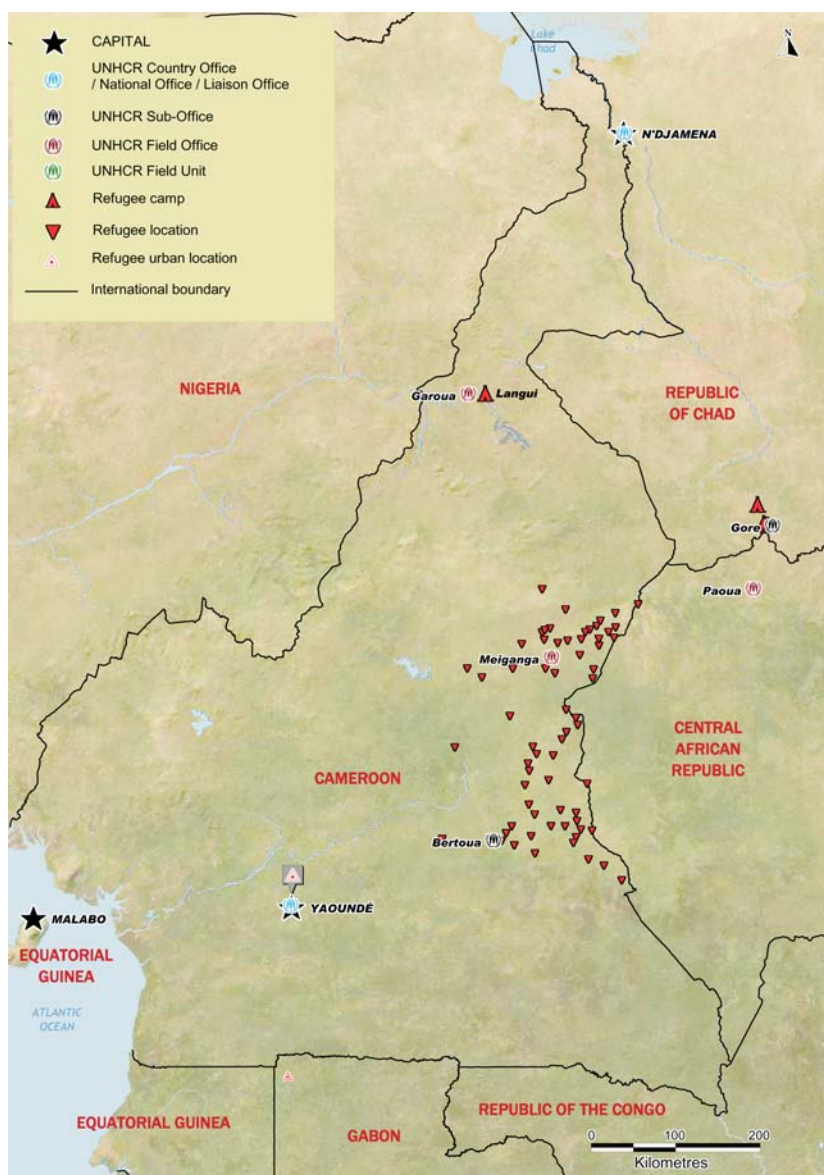 CAPITAL
UNHCR Country Office
/ National Office / Liaison Office
UNHCR Sub-Office
UNHCR Field Office
UNHCR Field Unit
Refugee camp
Refugee location
Refugee urban location
International boundary
Lake
Chad
N
N'DJAMENA
NIGERIA
Garoua
Langui
REPUBLIC
OF CHAD
Gore
Paoua
Meiganga
CENTRAL
AFRICAN
REPUBLIC
CAMEROON
Bertoua
YAOUNDÉ
MALABO
EQUATORIAL
GUINEA
ATLANTIC
OCEAN
EQUATORIAL GUINEA
GABON
REPUBLIC OF THE CONGO
0 100 200
Kilometres